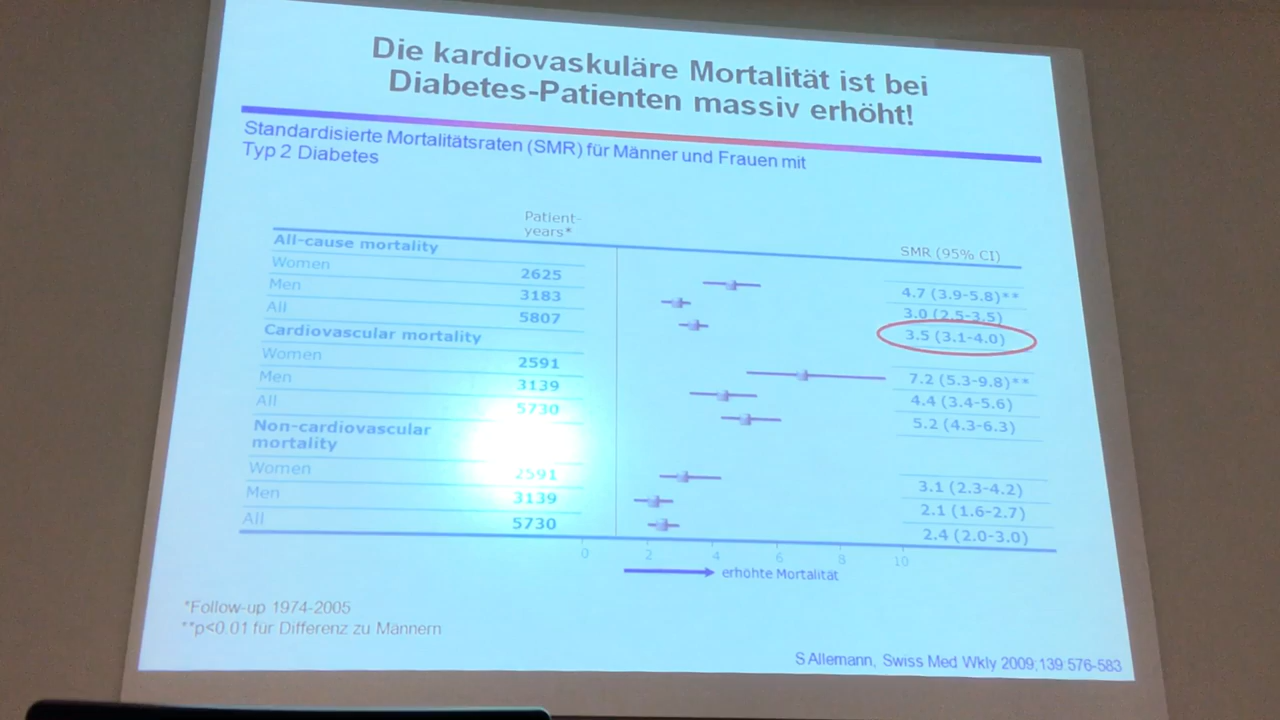 Die kardiovaskuläre Mortalität ist bei
Diabetes-Patienten massiv erhöht!
Standardisierte Mortalitätsraten (SMR) für Männer und Frauen mit
Typ 2 Diabetes
Patient-
years*
SMR (95% CI)
All-cause mortality
Women 2625 4.7 (3.9-5.8)**
Men 3183 3.0 (2.5-3.5)
All 5807 3.5 (3.1-4.0)
Cardiovascular mortality
Women 2591 7.2 (5.3-9.8)**
Men 3139 4.4 (3.4-5.6)
All 5730 5.2 (4.3-6.3)
Non-cardiovascular
mortality
Women 2591 3.1 (2.3-4.2)
Men 3139 2.1 (1.6-2.7)
All 5730 2.4 (2.0-3.0)
0 2 4 6 8 10
erhöhte Mortalität
*Follow-up 1974-2005
**p<0.01 für Differenz zu Männern
S Allemann, Swiss Med Wkly 2009;139:576-583